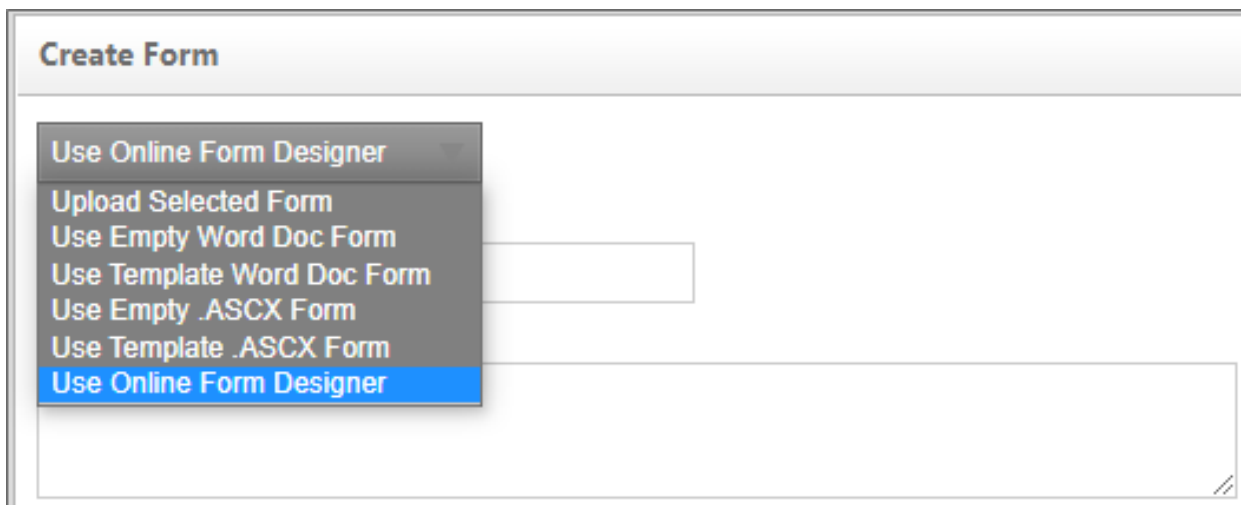 Create Form
Use Online Form Designer
Upload Selected Form
Use Empty Word Doc Form
Use Template Word Doc Form
Use Empty .ASCX Form
Use Template .ASCX Form
Use Online Form Designer